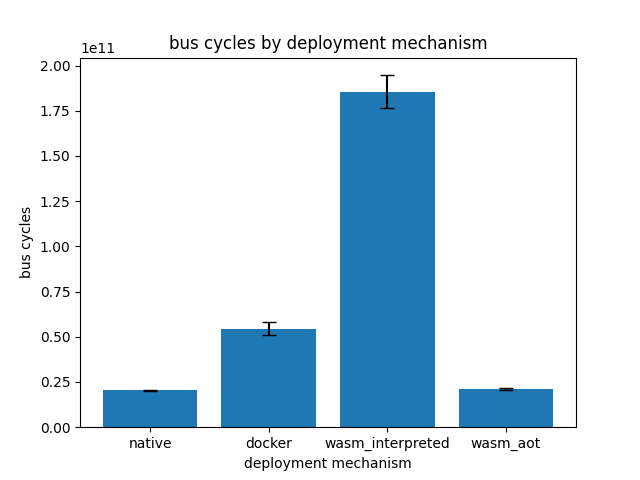 bus cycles by deployment mechanism
1e11
2.00
1.75
1.50
1.25
1.00
0.75
0.50
0.25
0.00
bus cycles
native docker wasm_interpreted wasm_aot
deployment mechanism